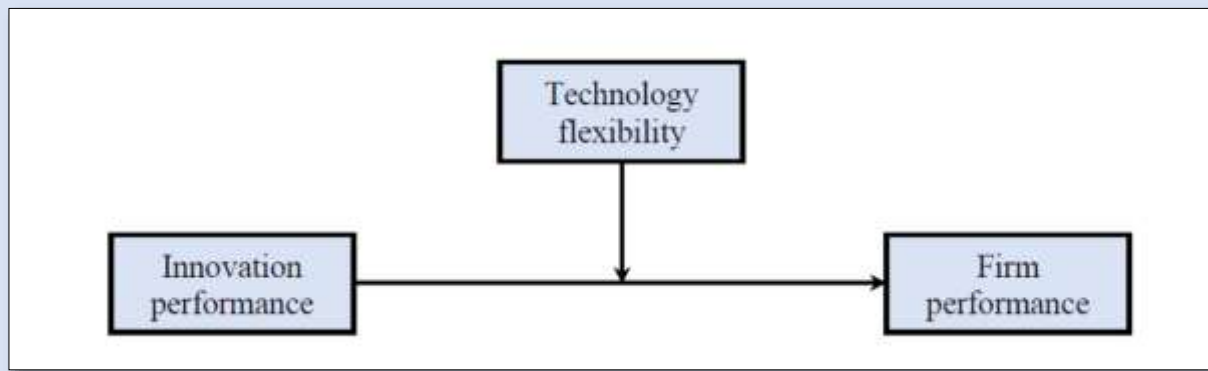 Technology
flexibility
Innovation
performance
Firm
performance